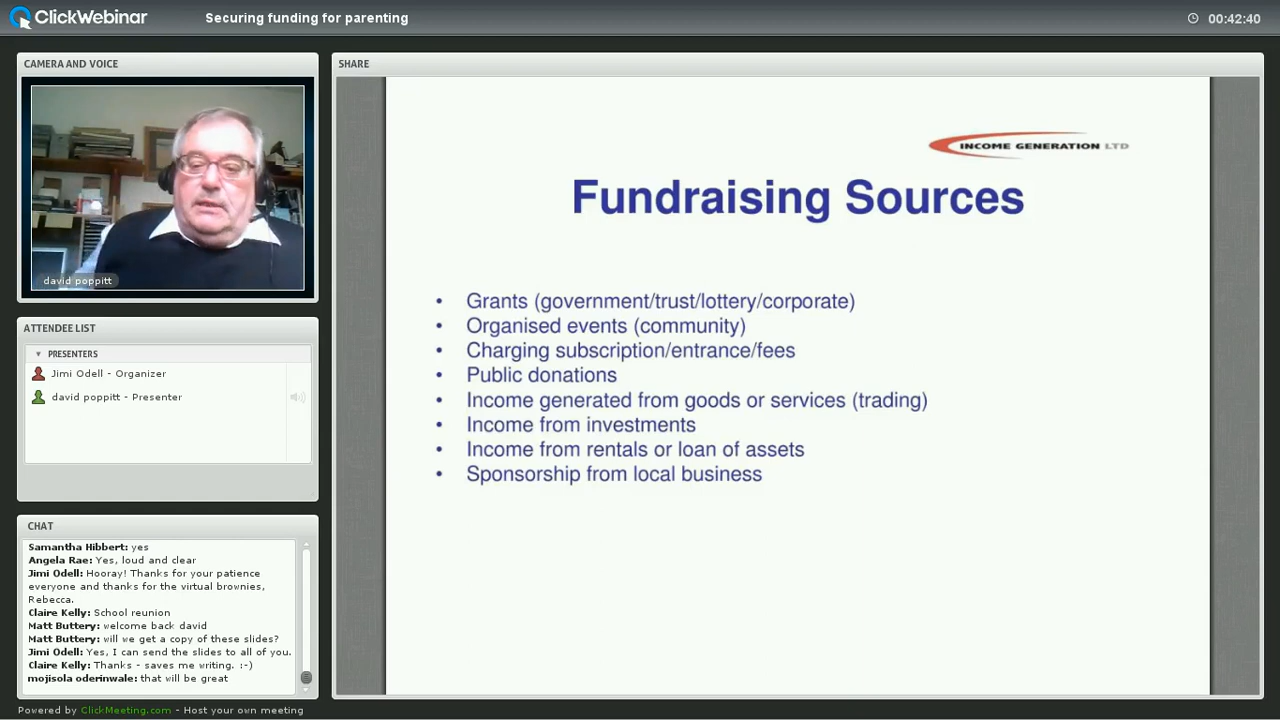 ClickWebinar
Securing funding for parenting
00:42:40
CAMERA AND VOICE
david poppitt
ATTENDEE LIST
PRESENTERS
Jimi Odell - Organizer
david poppitt - Presenter
CHAT
Samantha Hibbert: yes
Angela Rae: Yes, loud and clear
Jimi Odell: Hooray! Thanks for your patience
everyone and thanks for the virtual brownies,
Rebecca.
Claire Kelly: School reunion
Matt Buttery: welcome back david
Matt Buttery: will we get a copy of these slides?
Jimi Odell: Yes, I can send the slides to all of you.
Claire Kelly: Thanks - saves me writing. :-)
mojisola oderinwale: that will be great
SHARE
INCOME GENERATION LTD
Fundraising Sources
• Grants (government/trust/lottery/corporate)
• Organised events (community)
• Charging subscription/entrance/fees
• Public donations
• Income generated from goods or services (trading)
• Income from investments
• Income from rentals or loan of assets
• Sponsorship from local business
Powered by ClickMeeting.com - Host your own meeting